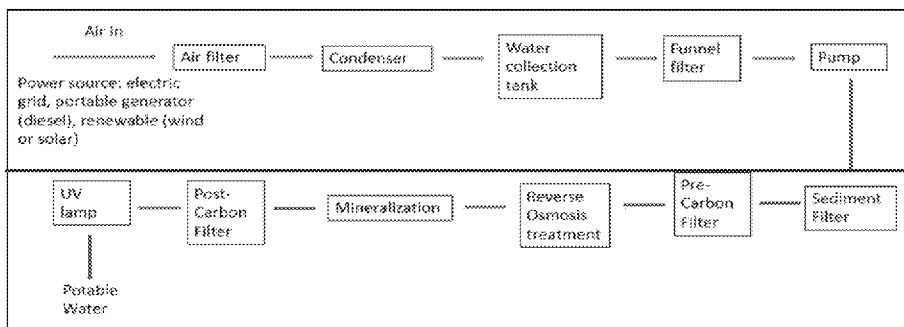 Air in
Air filter
Condenser
Water
collection
tank
Funnel
filter
Pump
Power source: electric
grid, portable generator
(diesel), renewable (wind
or solar)
UV
lamp
Post-
Carbon
Filter
Mineralization
Reverse
Osmosis
treatment
Pre-
Carbon
Filter
Sediment
Filter
Potable
Water